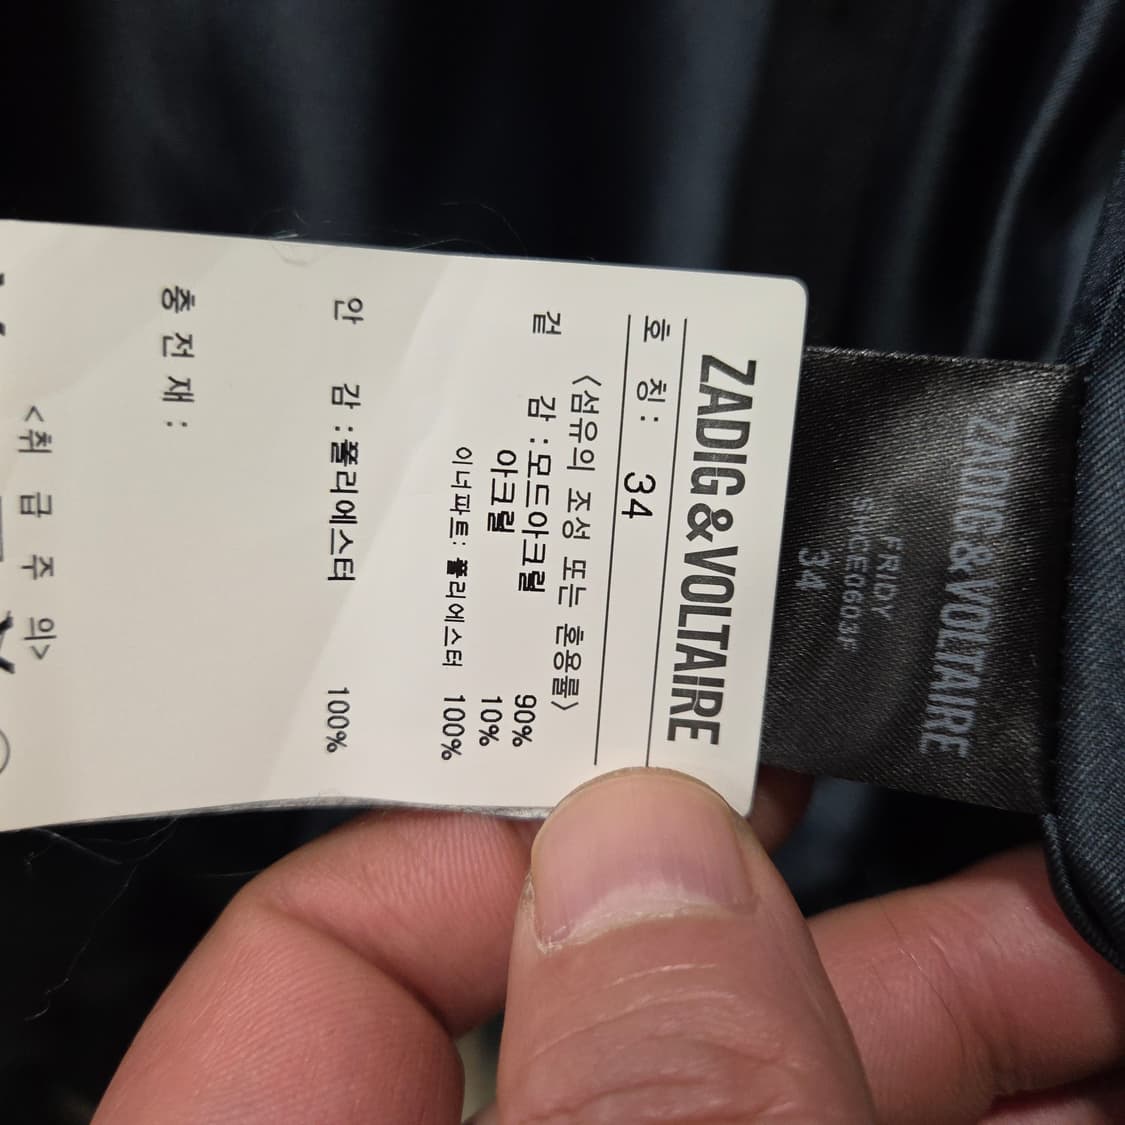 ZADIG&VOLTAIRE
FRIDY
34
ZADIG&VOLTAIRE
호 칭 : 34
<섬유의 조성 또는 혼용률>
겉 감 : 모드아크릴 90%
아크릴 10%
이너파트: 폴리에스터 100%
안 감 : 폴리에스터 100%
충 전 재 :
<취 급 주 의>